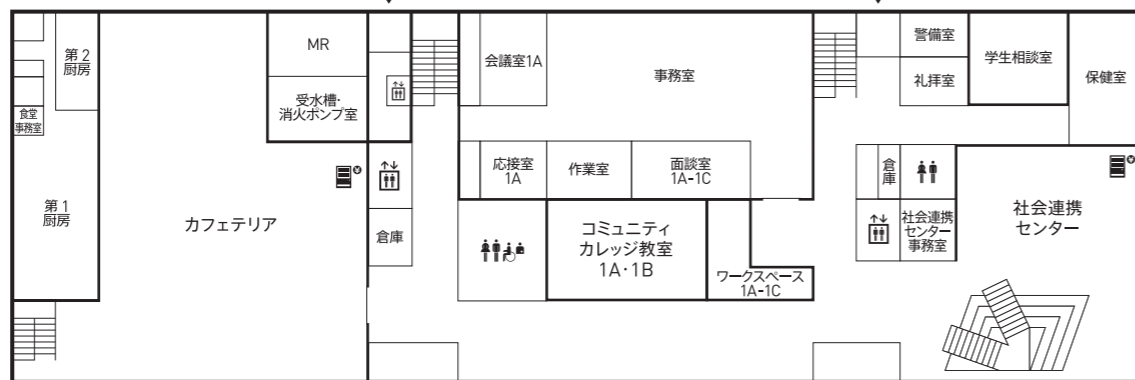 第2
厨房
食堂
事務室
第1
厨房
カフェテリア
MR
受水槽・
消火ポンプ室
倉庫
会議室1A
事務室
応接室
1A
作業室
面談室
1A-1C
コミュニティ
カレッジ教室
1A・1B
ワークスペース
1A-1C
警備室
礼拝室
学生相談室
保健室
倉庫
社会連携
センター
事務室
社会連携
センター